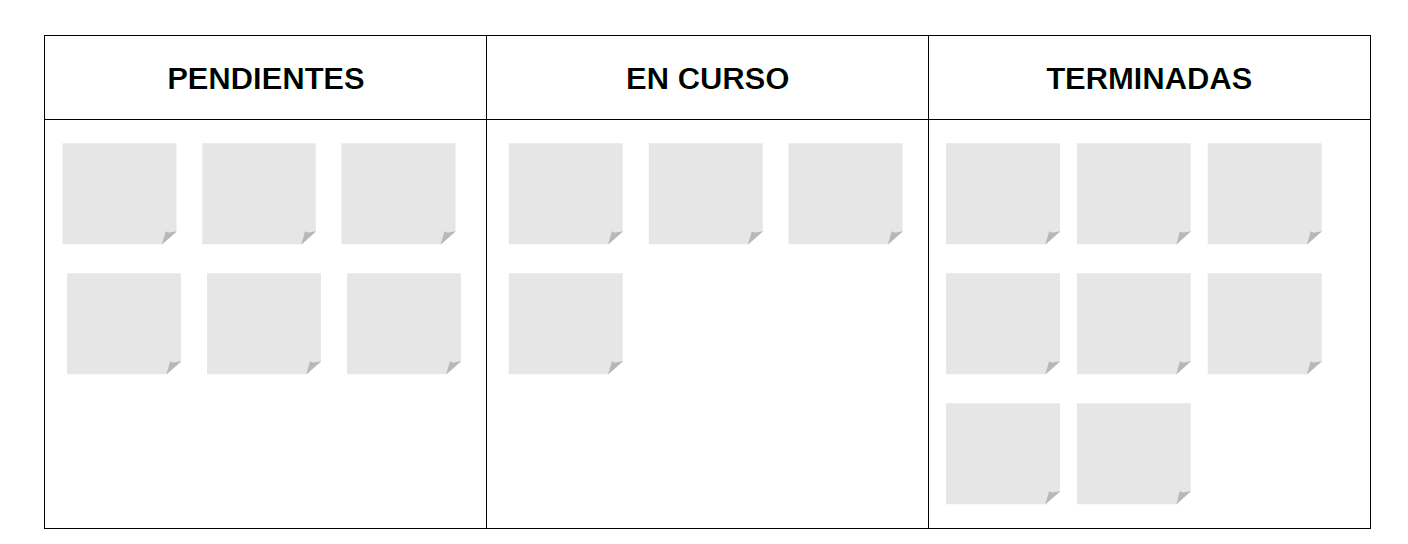 PENDIENTES
EN CURSO
TERMINADAS